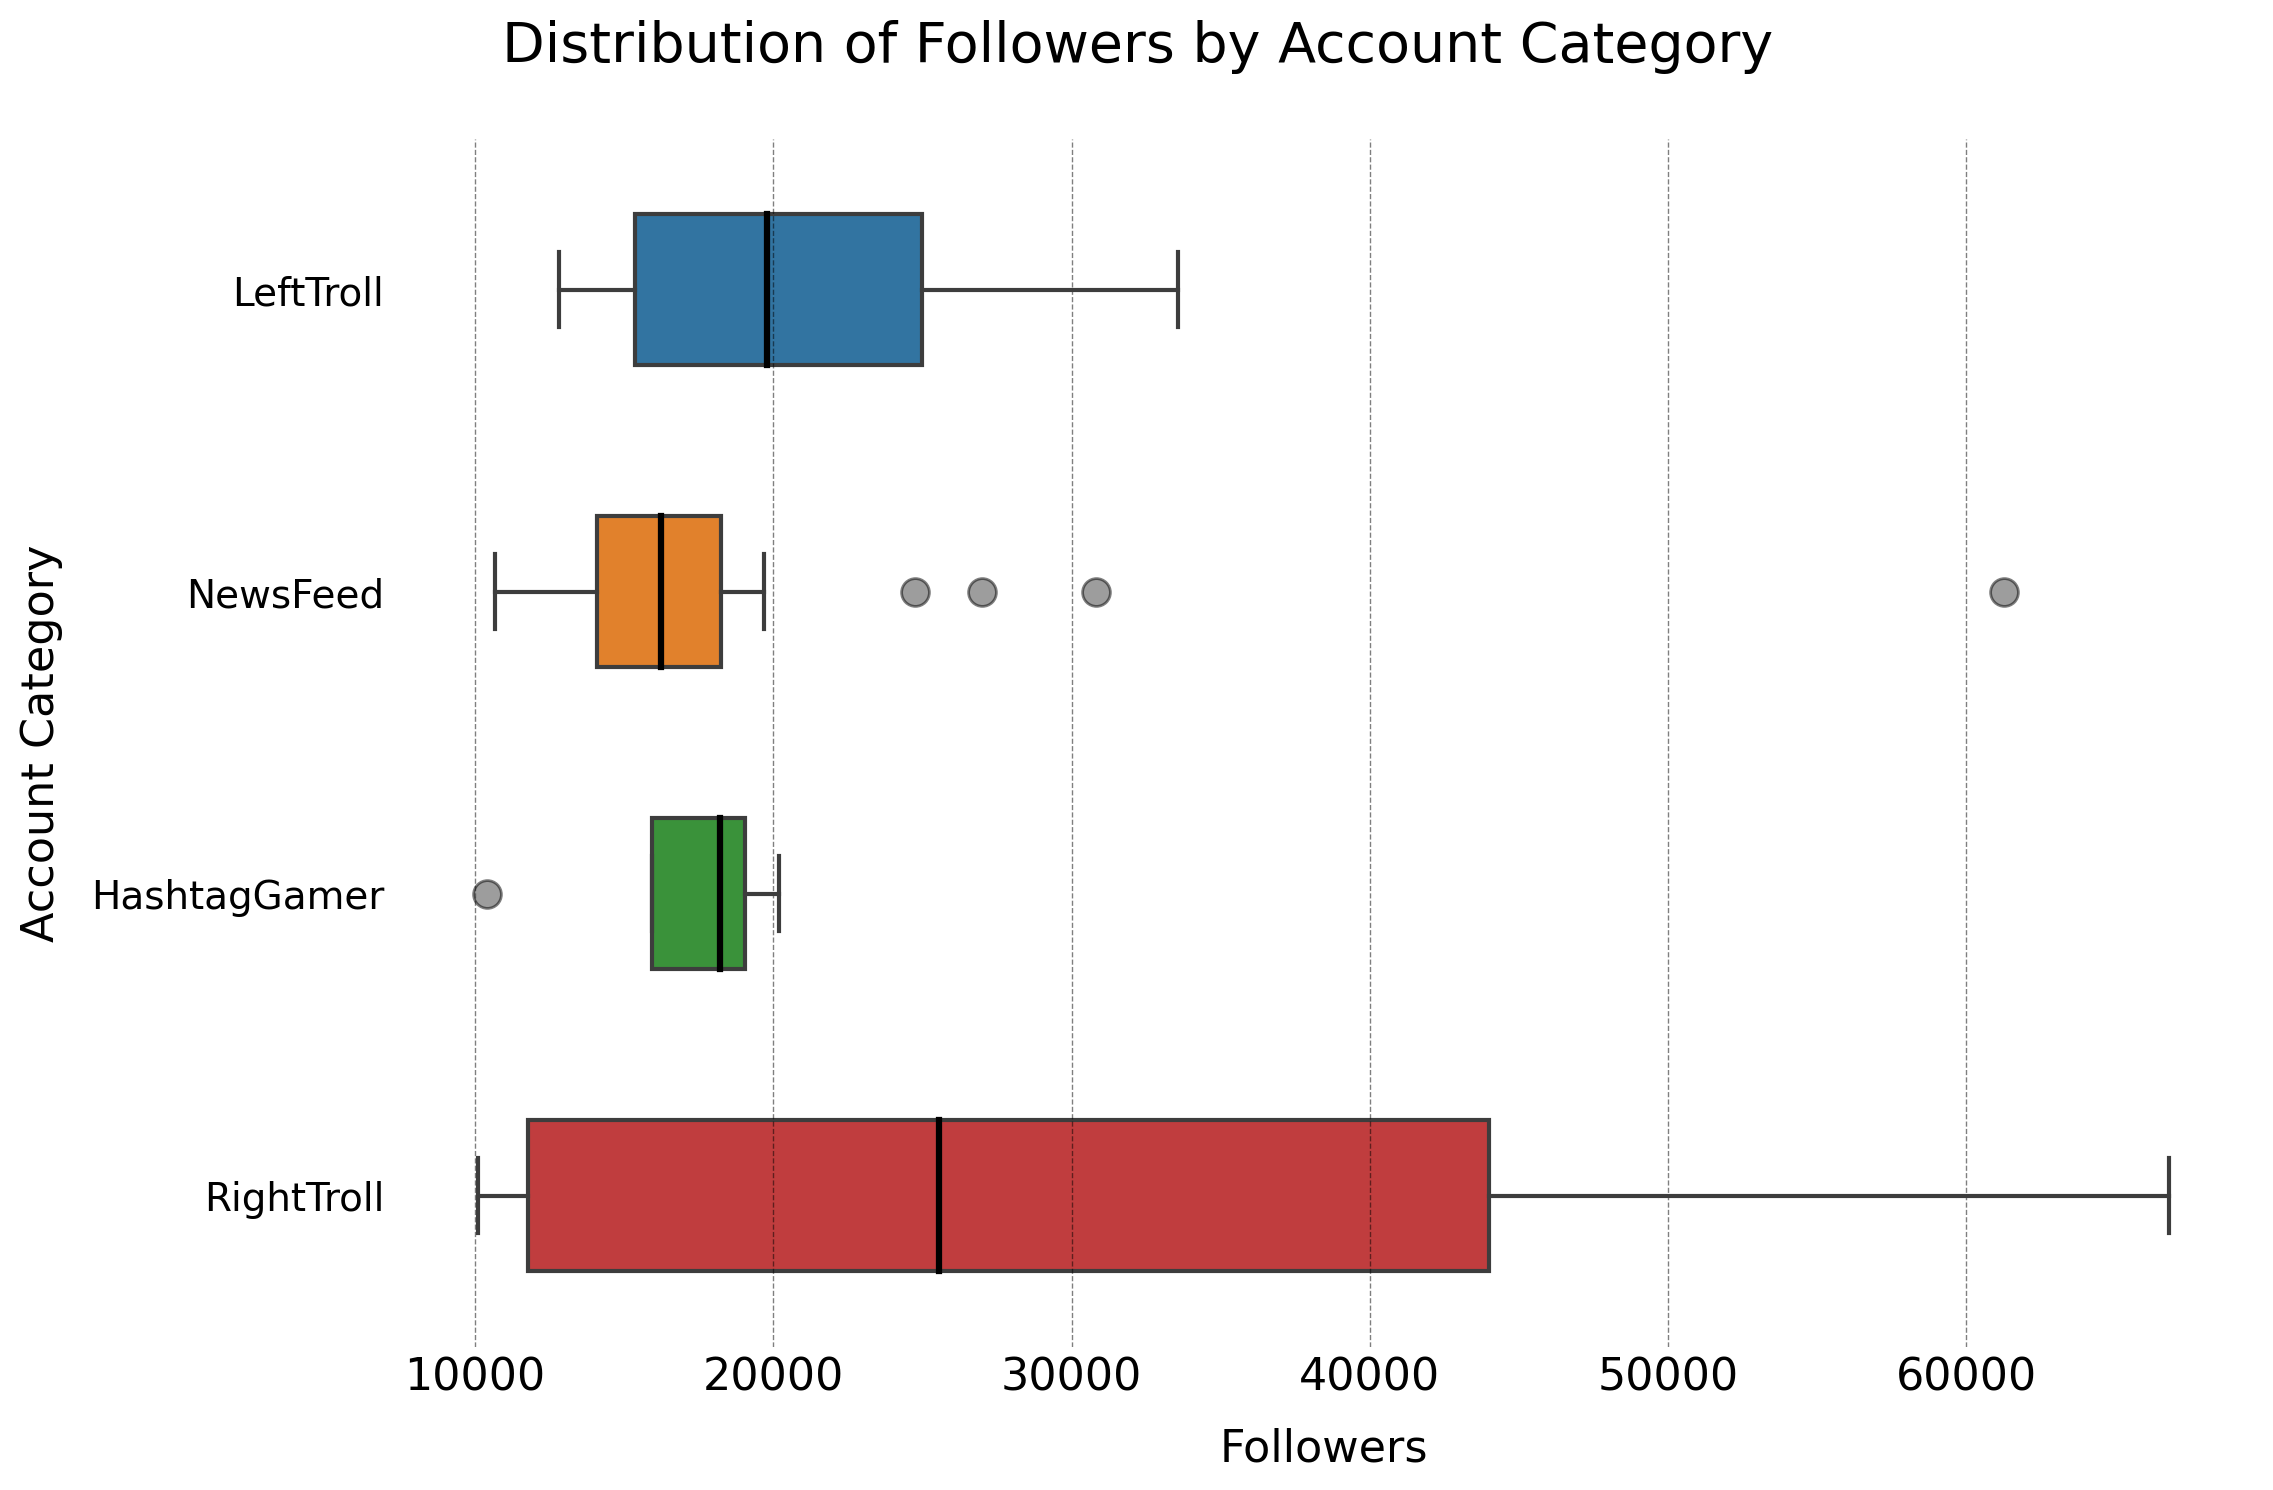 Distribution of Followers by Account Category
Account Category
LeftTroll
NewsFeed
HashtagGamer
RightTroll
10000 20000 30000 40000 50000 60000
Followers